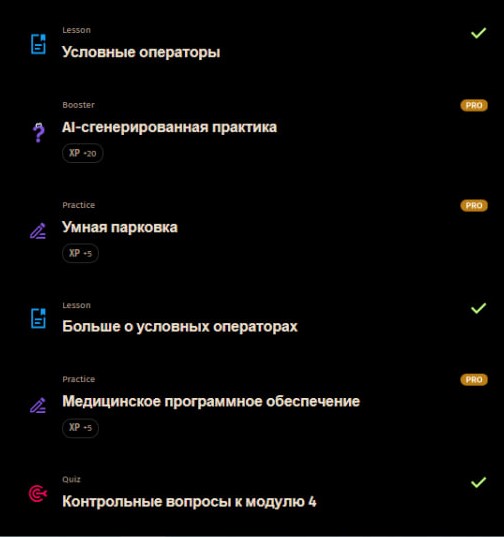 Lesson
Условные операторы
Booster
PRO
AI-сгенерированная практика
XP +20
Practice
PRO
Умная парковка
XP +5
Lesson
Больше о условных операторах
Practice
PRO
Медицинское программное обеспечение
XP +5
Quiz
Контрольные вопросы к модулю 4